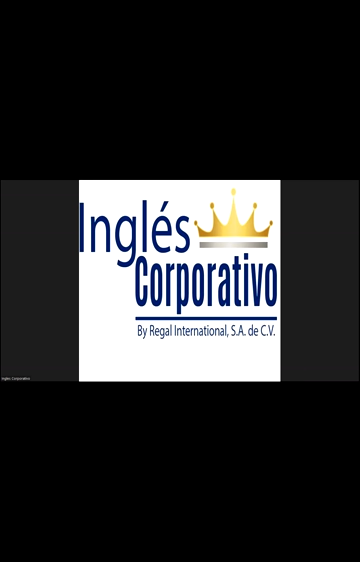 Inglés
Corporativo
By Regal International, S.A. de C.V.
Inglés Corporativo